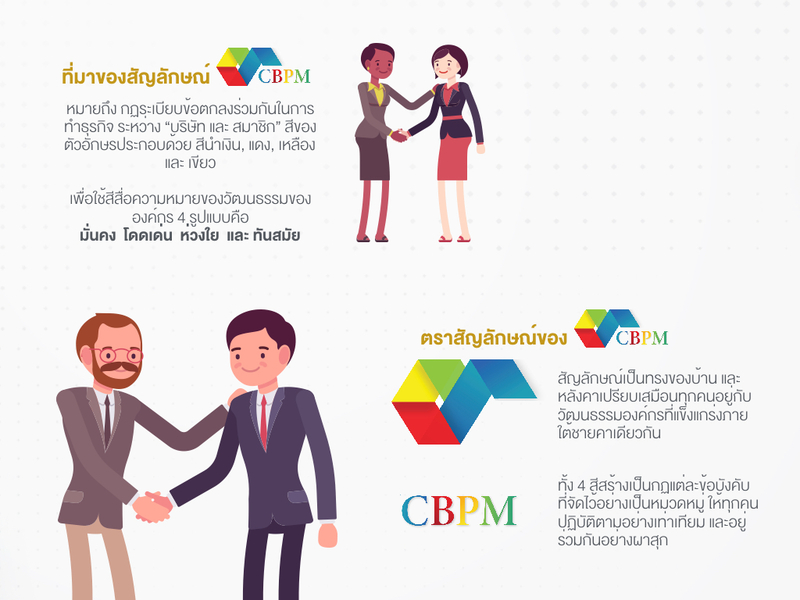 ที่มาของสัญลักษณ์ CBPM
หมายถึง กฎระเบียบข้อตกลงร่วมกันในการ
ทำธุรกิจ ระหว่าง “บริษัท และ สมาชิก” สีของ
ตัวอักษรประกอบด้วย สีน้ำเงิน, แดง, เหลือง
และ เขียว
เพื่อใช้สีสื่อความหมายของวัฒนธรรมของ
องค์กร 4 รูปแบบคือ
มั่นคง โดดเด่น ห่วงใย และ ทันสมัย
ตราสัญลักษณ์ของ CBPM
สัญลักษณ์เป็นทรงของบ้าน และ
หลังคาเปรียบเสมือนทุกคนอยู่กับ
วัฒนธรรมองค์กรที่แข็งแกร่งภาย
ใต้ชายคาเดียวกัน
CBPM
ทั้ง 4 สีสร้างเป็นกฎแต่ละข้อบังคับ
ที่จัดไว้อย่างเป็นหมวดหมู่ ให้ทุกคน
ปฏิบัติตามอย่างเท่าเทียม และอยู่
ร่วมกันอย่างผาสุก